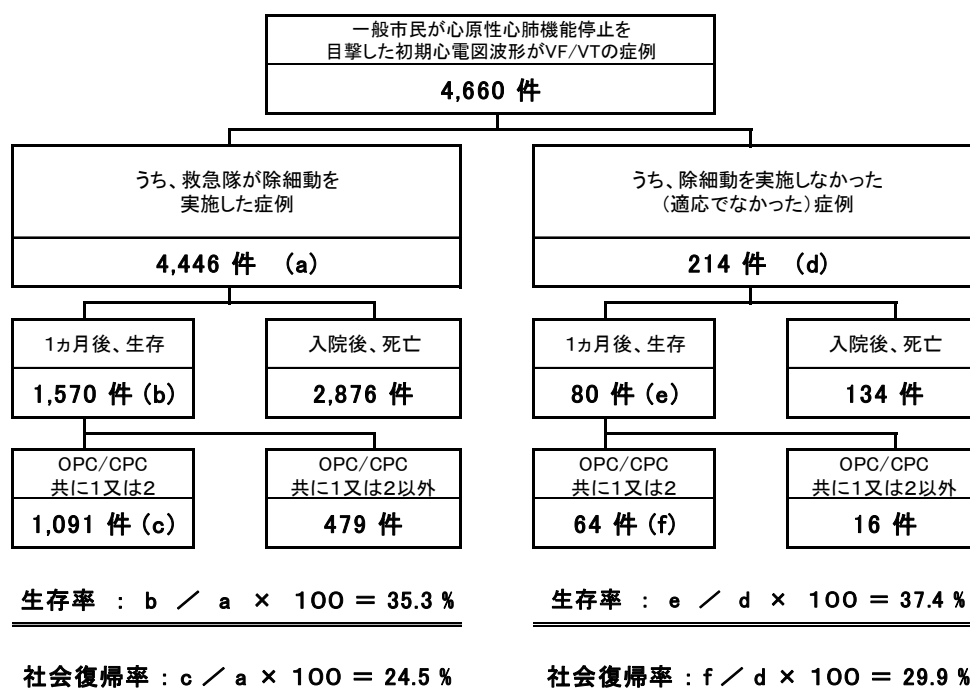 一般市民が心原性心肺機能停止を
目撃した初期心電図波形がVF/VTの症例
4,660 件
うち、救急隊が除細動を
実施した症例
4,446 件 (a)
うち、除細動を実施しなかった
(適応でなかった)症例
214 件 (d)
1ヵ月後、生存
1,570 件 (b)
入院後、死亡
2,876 件
1ヵ月後、生存
80 件 (e)
入院後、死亡
134 件
OPC/CPC
共に1又は2
1,091 件 (c)
OPC/CPC
共に1又は2以外
479 件
OPC/CPC
共に1又は2
64 件 (f)
OPC/CPC
共に1又は2以外
16 件
生存率 : b / a × 100 = 35.3 %
生存率 : e / d × 100 = 37.4 %
社会復帰率 : c / a × 100 = 24.5 %
社会復帰率 : f / d × 100 = 29.9 %